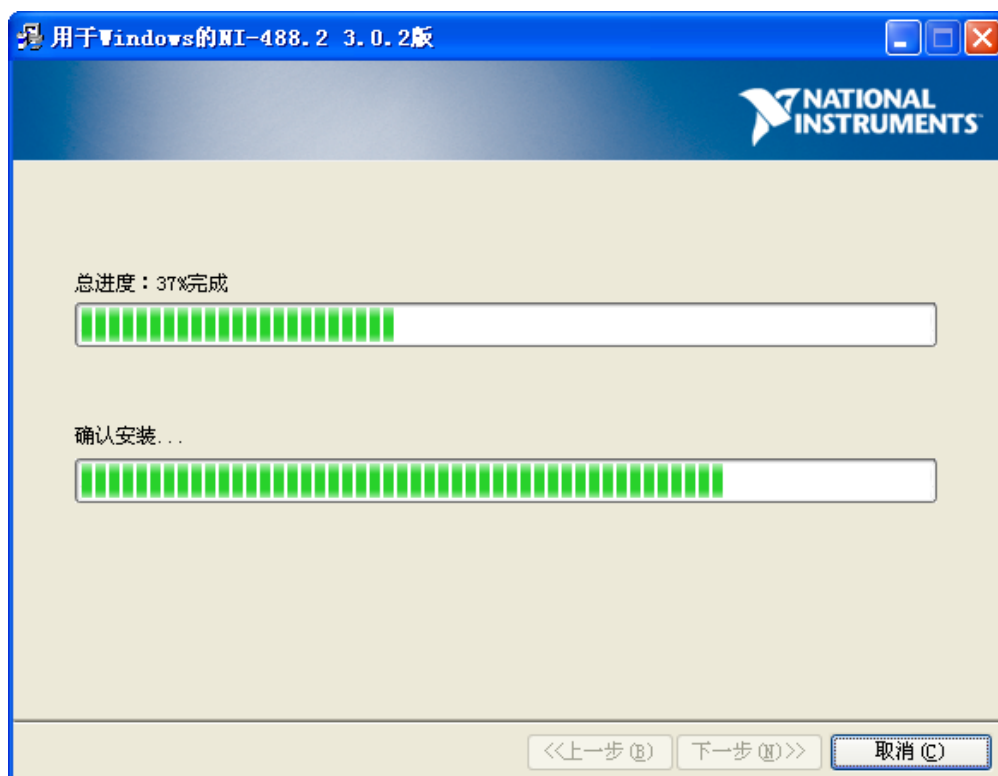 用于Windows的NI-488.2 3.0.2版
NATIONAL
INSTRUMENTS
总进度：37%完成
确认安装...
<<上一步(B)
下一步(N)>>
取消(C)